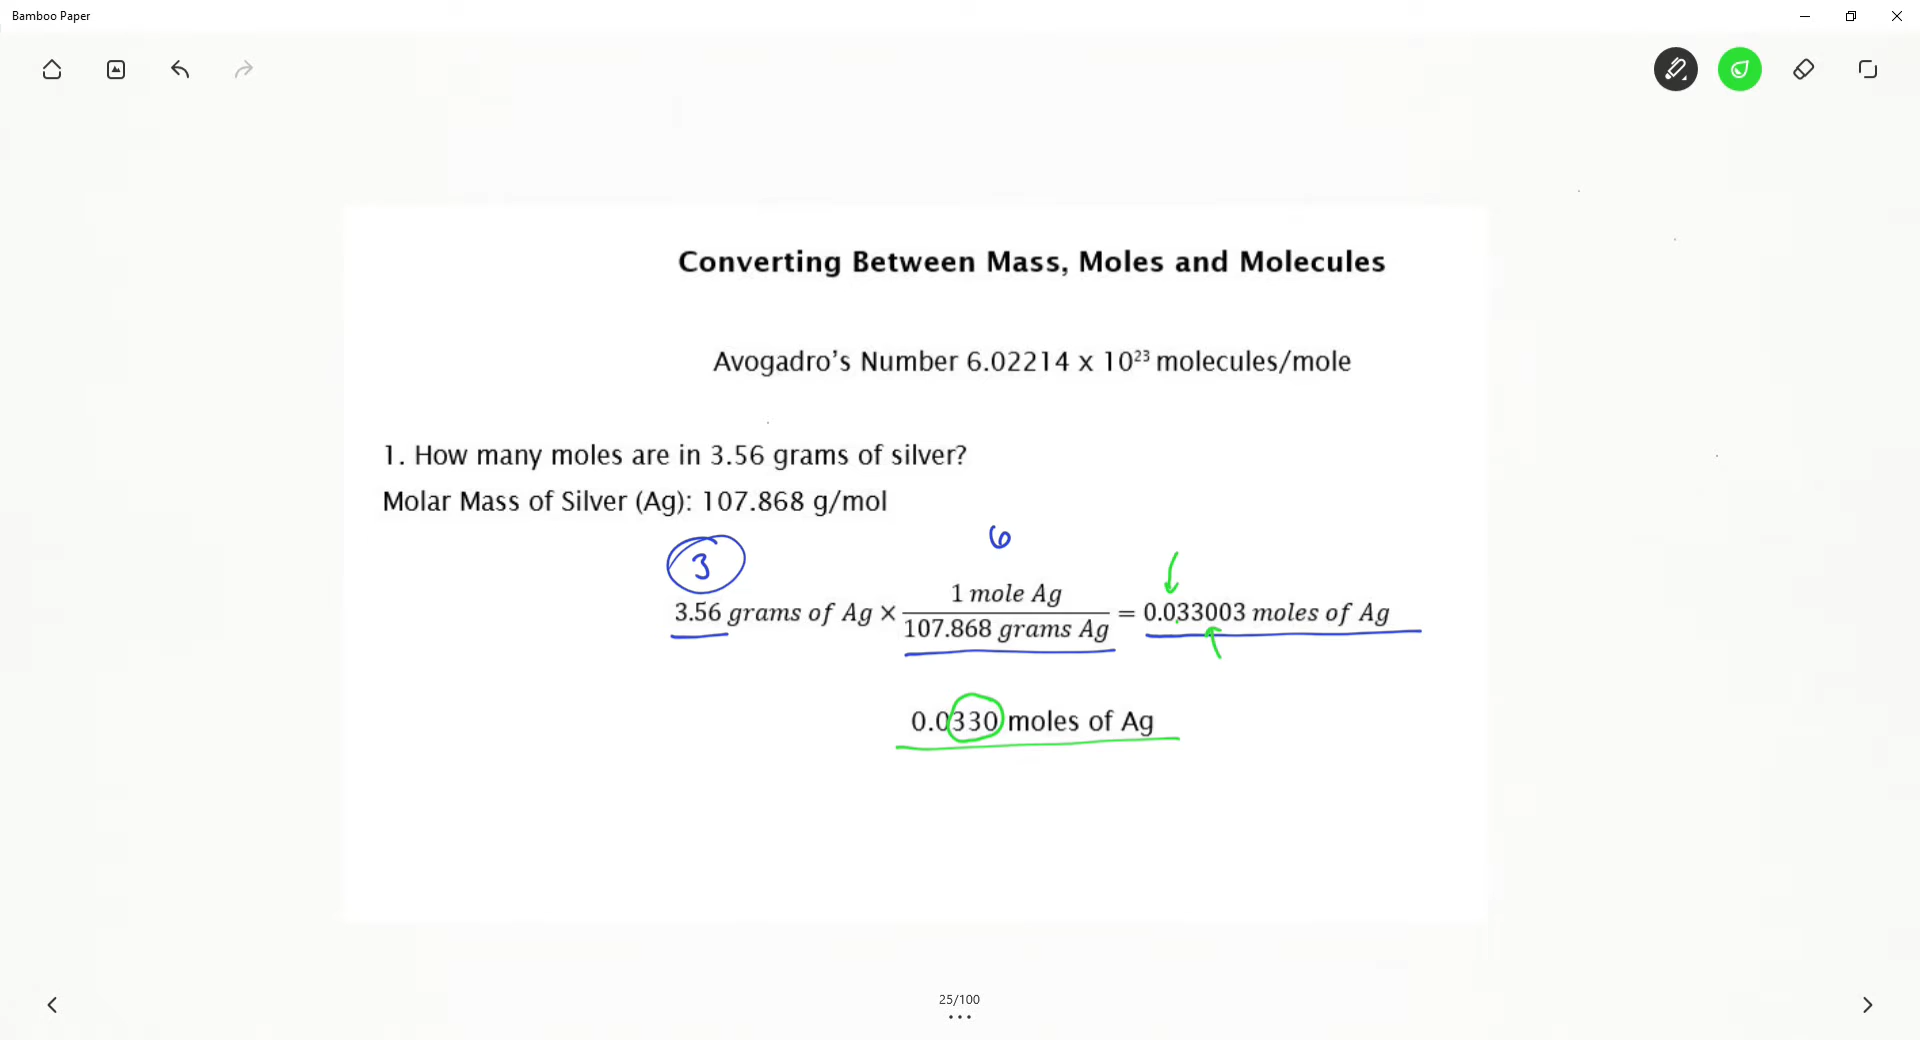 Bamboo Paper
Converting Between Mass, Moles and Molecules
Avogadro’s Number 6.02214 x 10²³ molecules/mole
1. How many moles are in 3.56 grams of silver?
Molar Mass of Silver (Ag): 107.868 g/mol
3 6
3.56 grams of Ag × 1 mole Ag / 107.868 grams Ag = 0.033003 moles of Ag
0.0330 moles of Ag
25/100